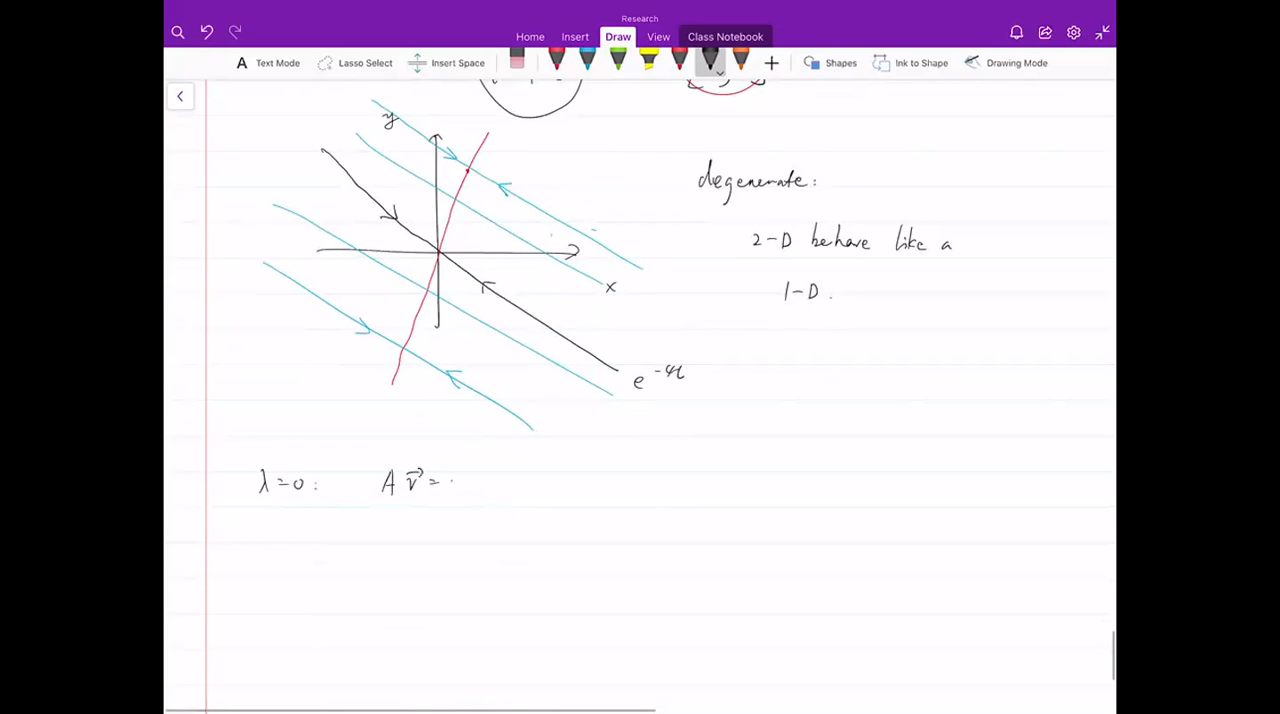 Research
Home Insert Draw View Class Notebook
A Text Mode Lasso Select Insert Space Shapes Ink to Shape Drawing Mode
y
degenerate:
2-D behave like a
1-D.
x
e^{-4t}
λ=0: A v⃗ =